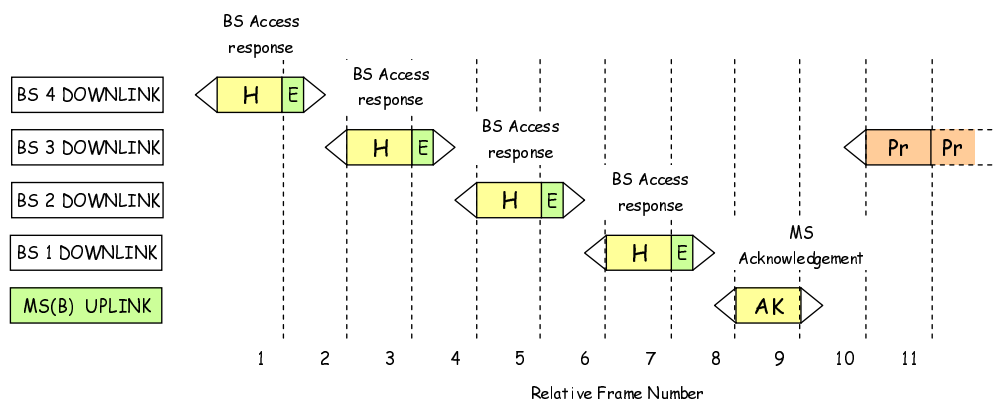 BS Access
response
BS 4 DOWNLINK
H
E
BS Access
response
BS 3 DOWNLINK
H
E
Pr
Pr
BS Access
response
BS 2 DOWNLINK
H
E
BS Access
response
BS 1 DOWNLINK
H
E
MS
Acknowledgement
MS(B) UPLINK
AK
1 2 3 4 5 6 7 8 9 10 11
Relative Frame Number